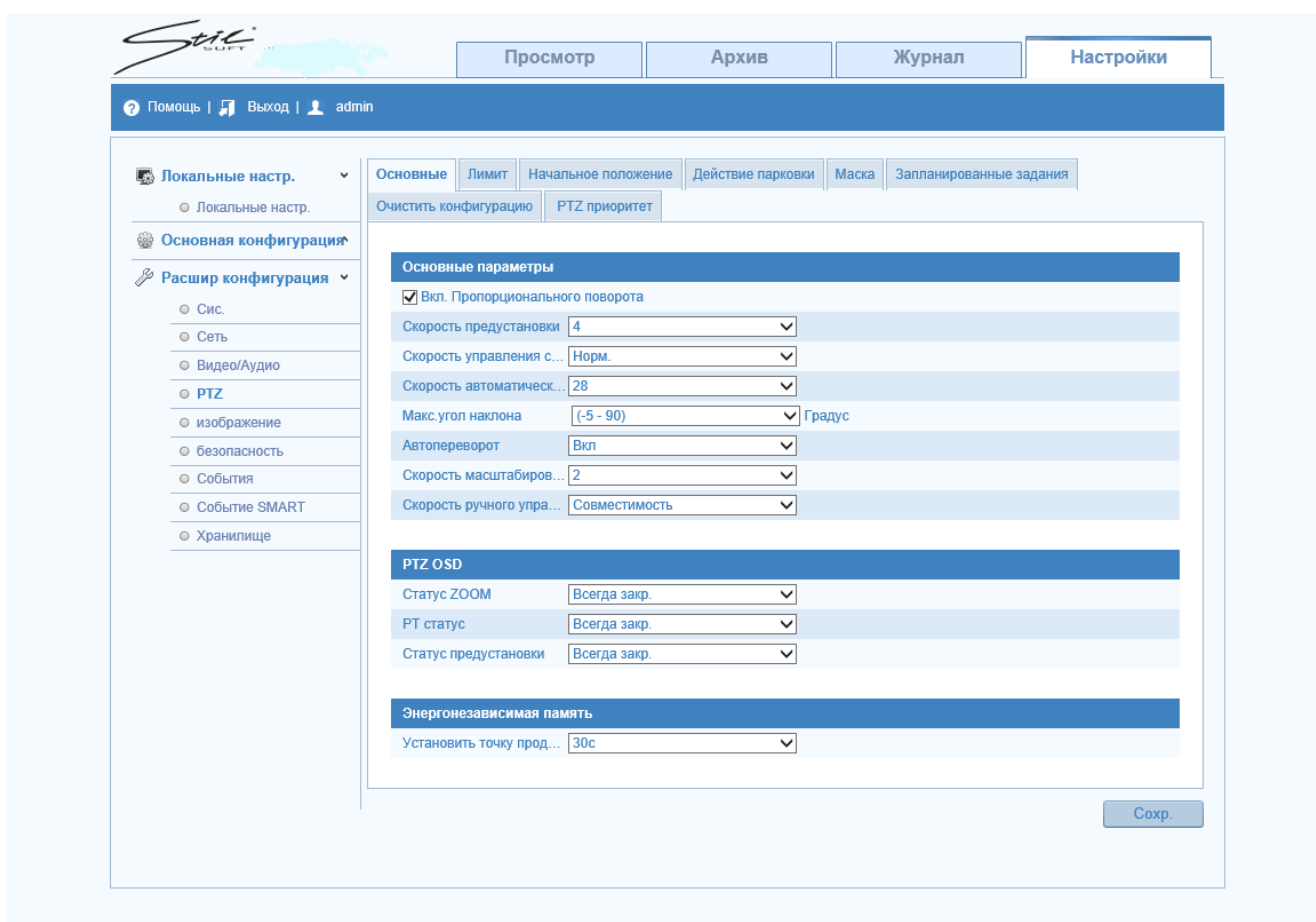 Stil
SUFT
Просмотр
Архив
Журнал
Настройки
Помощь | Выход | admin
Локальные настр.
Локальные настр.
Основная конфигурация
Расшир конфигурация
Сис.
Сеть
Видео/Аудио
PTZ
изображение
безопасность
События
Событие SMART
Хранилище
Основные
Лимит
Начальное положение
Действие парковки
Маска
Запланированные задания
Очистить конфигурацию
PTZ приоритет
Основные параметры
Вкл. Пропорционального поворота
Скорость предустановки 4
Скорость управления с... Норм.
Скорость автоматическ... 28
Макс.угол наклона (-5 - 90) Градус
Автопереворот Вкл
Скорость масштабиров... 2
Скорость ручного упра... Совместимость
PTZ OSD
Статус ZOOM Всегда закр.
PT статус Всегда закр.
Статус предустановки Всегда закр.
Энергонезависимая память
Установить точку прод... 30с
Сохр.